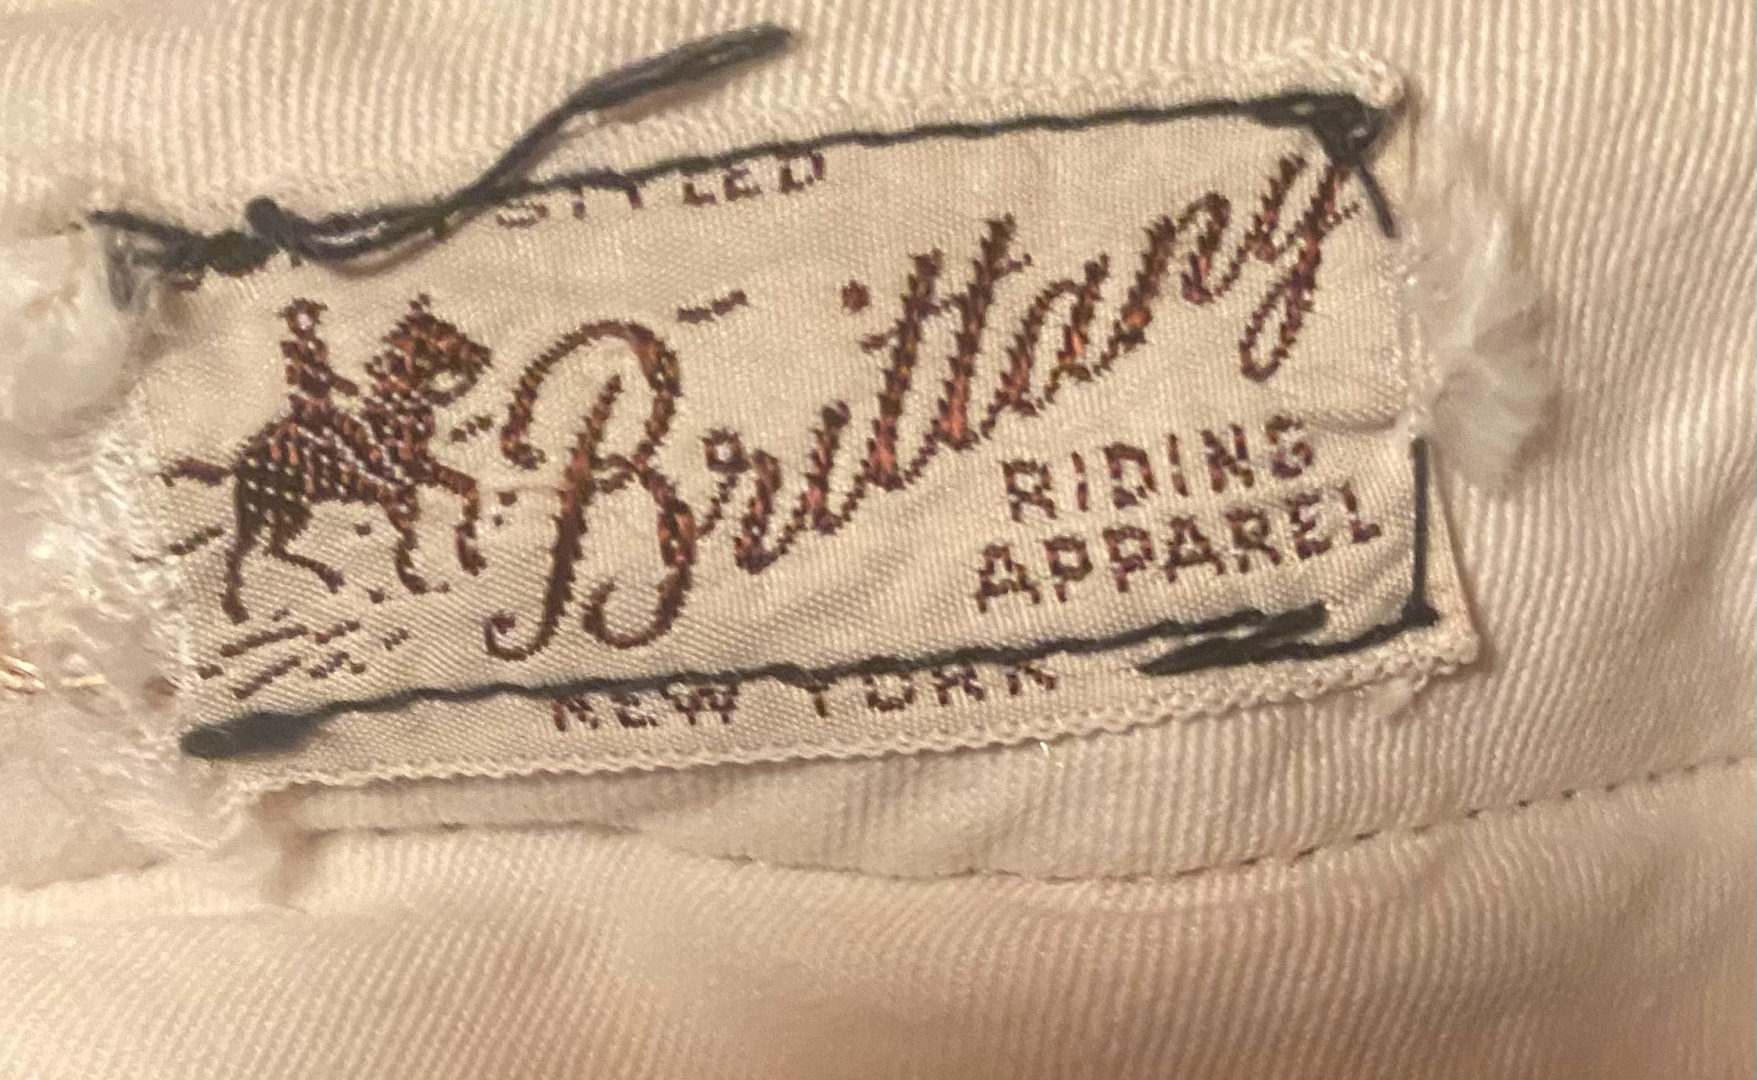 STYLED
Brittany
RIDING
APPAREL
NEW YORK